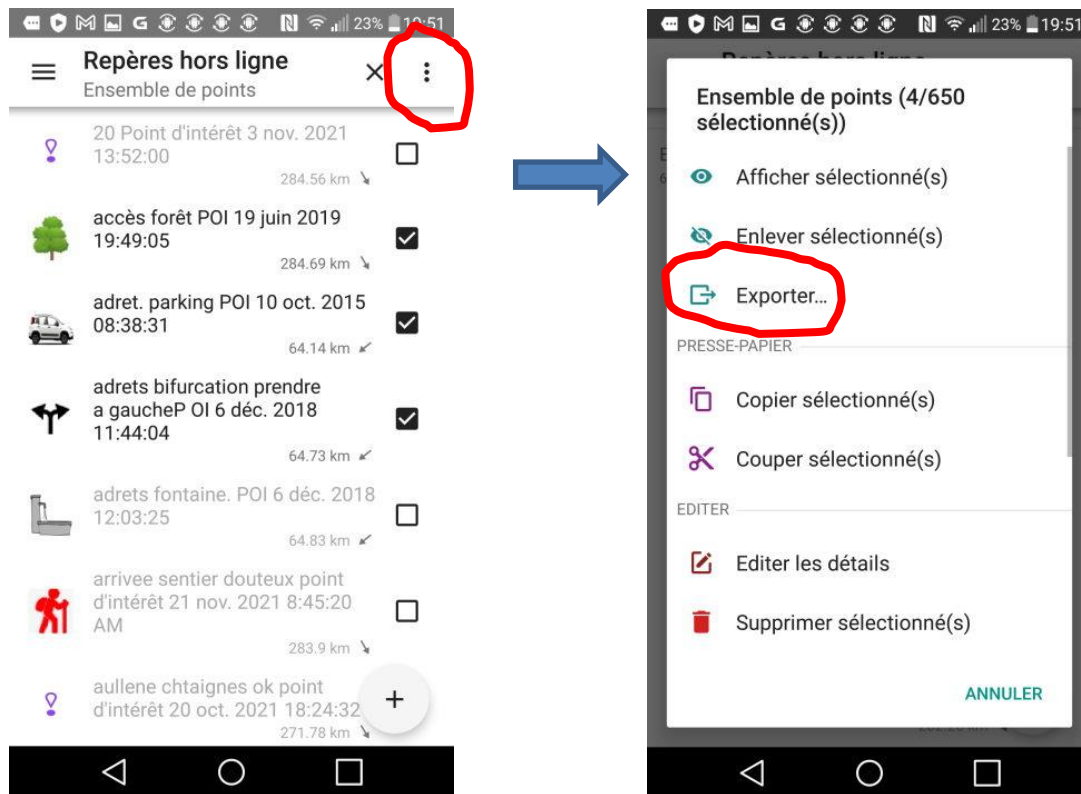 23% 19:51
Repères hors ligne
Ensemble de points
20 Point d'intérêt 3 nov. 2021
13:52:00
284.56 km
accès forêt POI 19 juin 2019
19:49:05
284.69 km
adret. parking POI 10 oct. 2015
08:38:31
64.14 km
adrets bifurcation prendre
a gaucheP OI 6 déc. 2018
11:44:04
64.73 km
adrets fontaine. POI 6 déc. 2018
12:03:25
64.83 km
arrivee sentier douteux point
d'intérêt 21 nov. 2021 8:45:20
AM
283.9 km
aullene chtaignes ok point
d'intérêt 20 oct. 2021 18:24:32
271.78 km
23% 19:51
Ensemble de points (4/650
sélectionné(s))
Afficher sélectionné(s)
Enlever sélectionné(s)
Exporter...
PRESSE-PAPIER
Copier sélectionné(s)
Couper sélectionné(s)
EDITER
Editer les détails
Supprimer sélectionné(s)
ANNULER